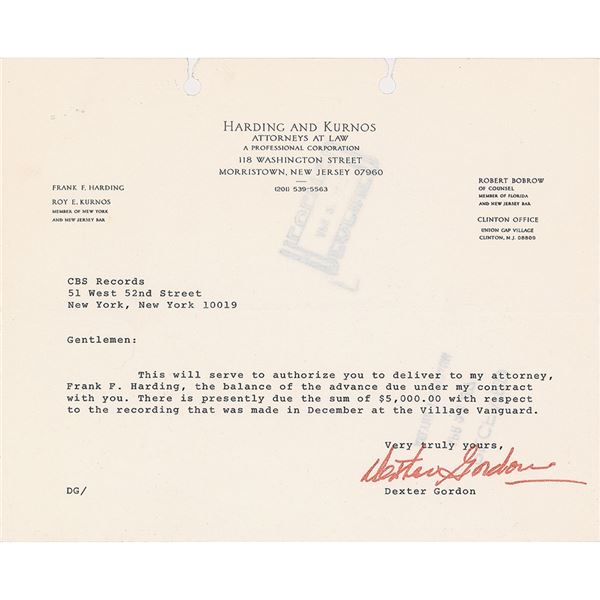 HARDING AND KURNOS
ATTORNEYS AT LAW
A PROFESSIONAL CORPORATION
118 WASHINGTON STREET
MORRISTOWN, NEW JERSEY 07960
(201) 539-5563
FRANK F. HARDING
ROY E. KURNOS
MEMBER OF NEW YORK
AND NEW JERSEY BAR
ROBERT BOBROW
OF COUNSEL
MEMBER OF FLORIDA
AND NEW JERSEY BAR
CLINTON OFFICE
UNION GAP VILLAGE
CLINTON, N.J. 08809
CBS Records
51 West 52nd Street
New York, New York 10019
Gentlemen:
This will serve to authorize you to deliver to my attorney,
Frank F. Harding, the balance of the advance due under my contract
with you. There is presently due the sum of $5,000.00 with respect
to the recording that was made in December at the Village Vanguard.
Very truly yours,
Dexter Gordon
Dexter Gordon
DG/